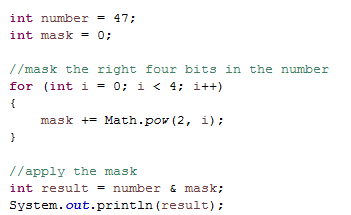 int number = 47;
int mask = 0;
//mask the right four bits in the number
for (int i = 0; i < 4; i++)
{
mask += Math.pow(2, i);
}
//apply the mask
int result = number & mask;
System.out.println(result);